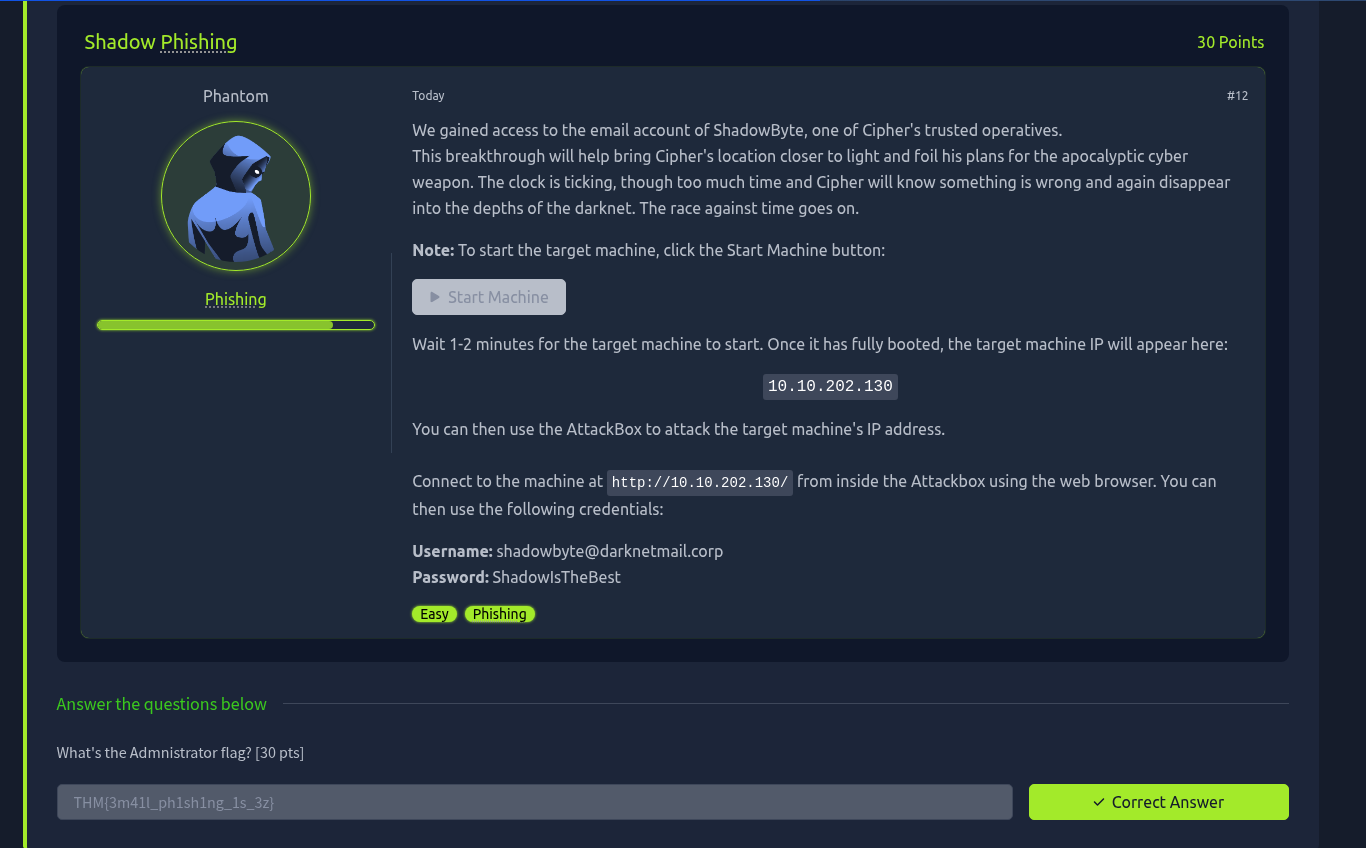 Shadow Phishing
30 Points
Phantom
Phishing
Today
#12
We gained access to the email account of ShadowByte, one of Cipher's trusted operatives.
This breakthrough will help bring Cipher's location closer to light and foil his plans for the apocalyptic cyber
weapon. The clock is ticking, though too much time and Cipher will know something is wrong and again disappear
into the depths of the darknet. The race against time goes on.
Note: To start the target machine, click the Start Machine button:
Start Machine
Wait 1-2 minutes for the target machine to start. Once it has fully booted, the target machine IP will appear here:
10.10.202.130
You can then use the AttackBox to attack the target machine's IP address.
Connect to the machine at http://10.10.202.130/ from inside the Attackbox using the web browser. You can
then use the following credentials:
Username: shadowbyte@darknetmail.corp
Password: ShadowIsTheBest
Easy Phishing
Answer the questions below
What's the Admnistrator flag? [30 pts]
THM{3m41l_ph1sh1ng_1s_3z}
Correct Answer